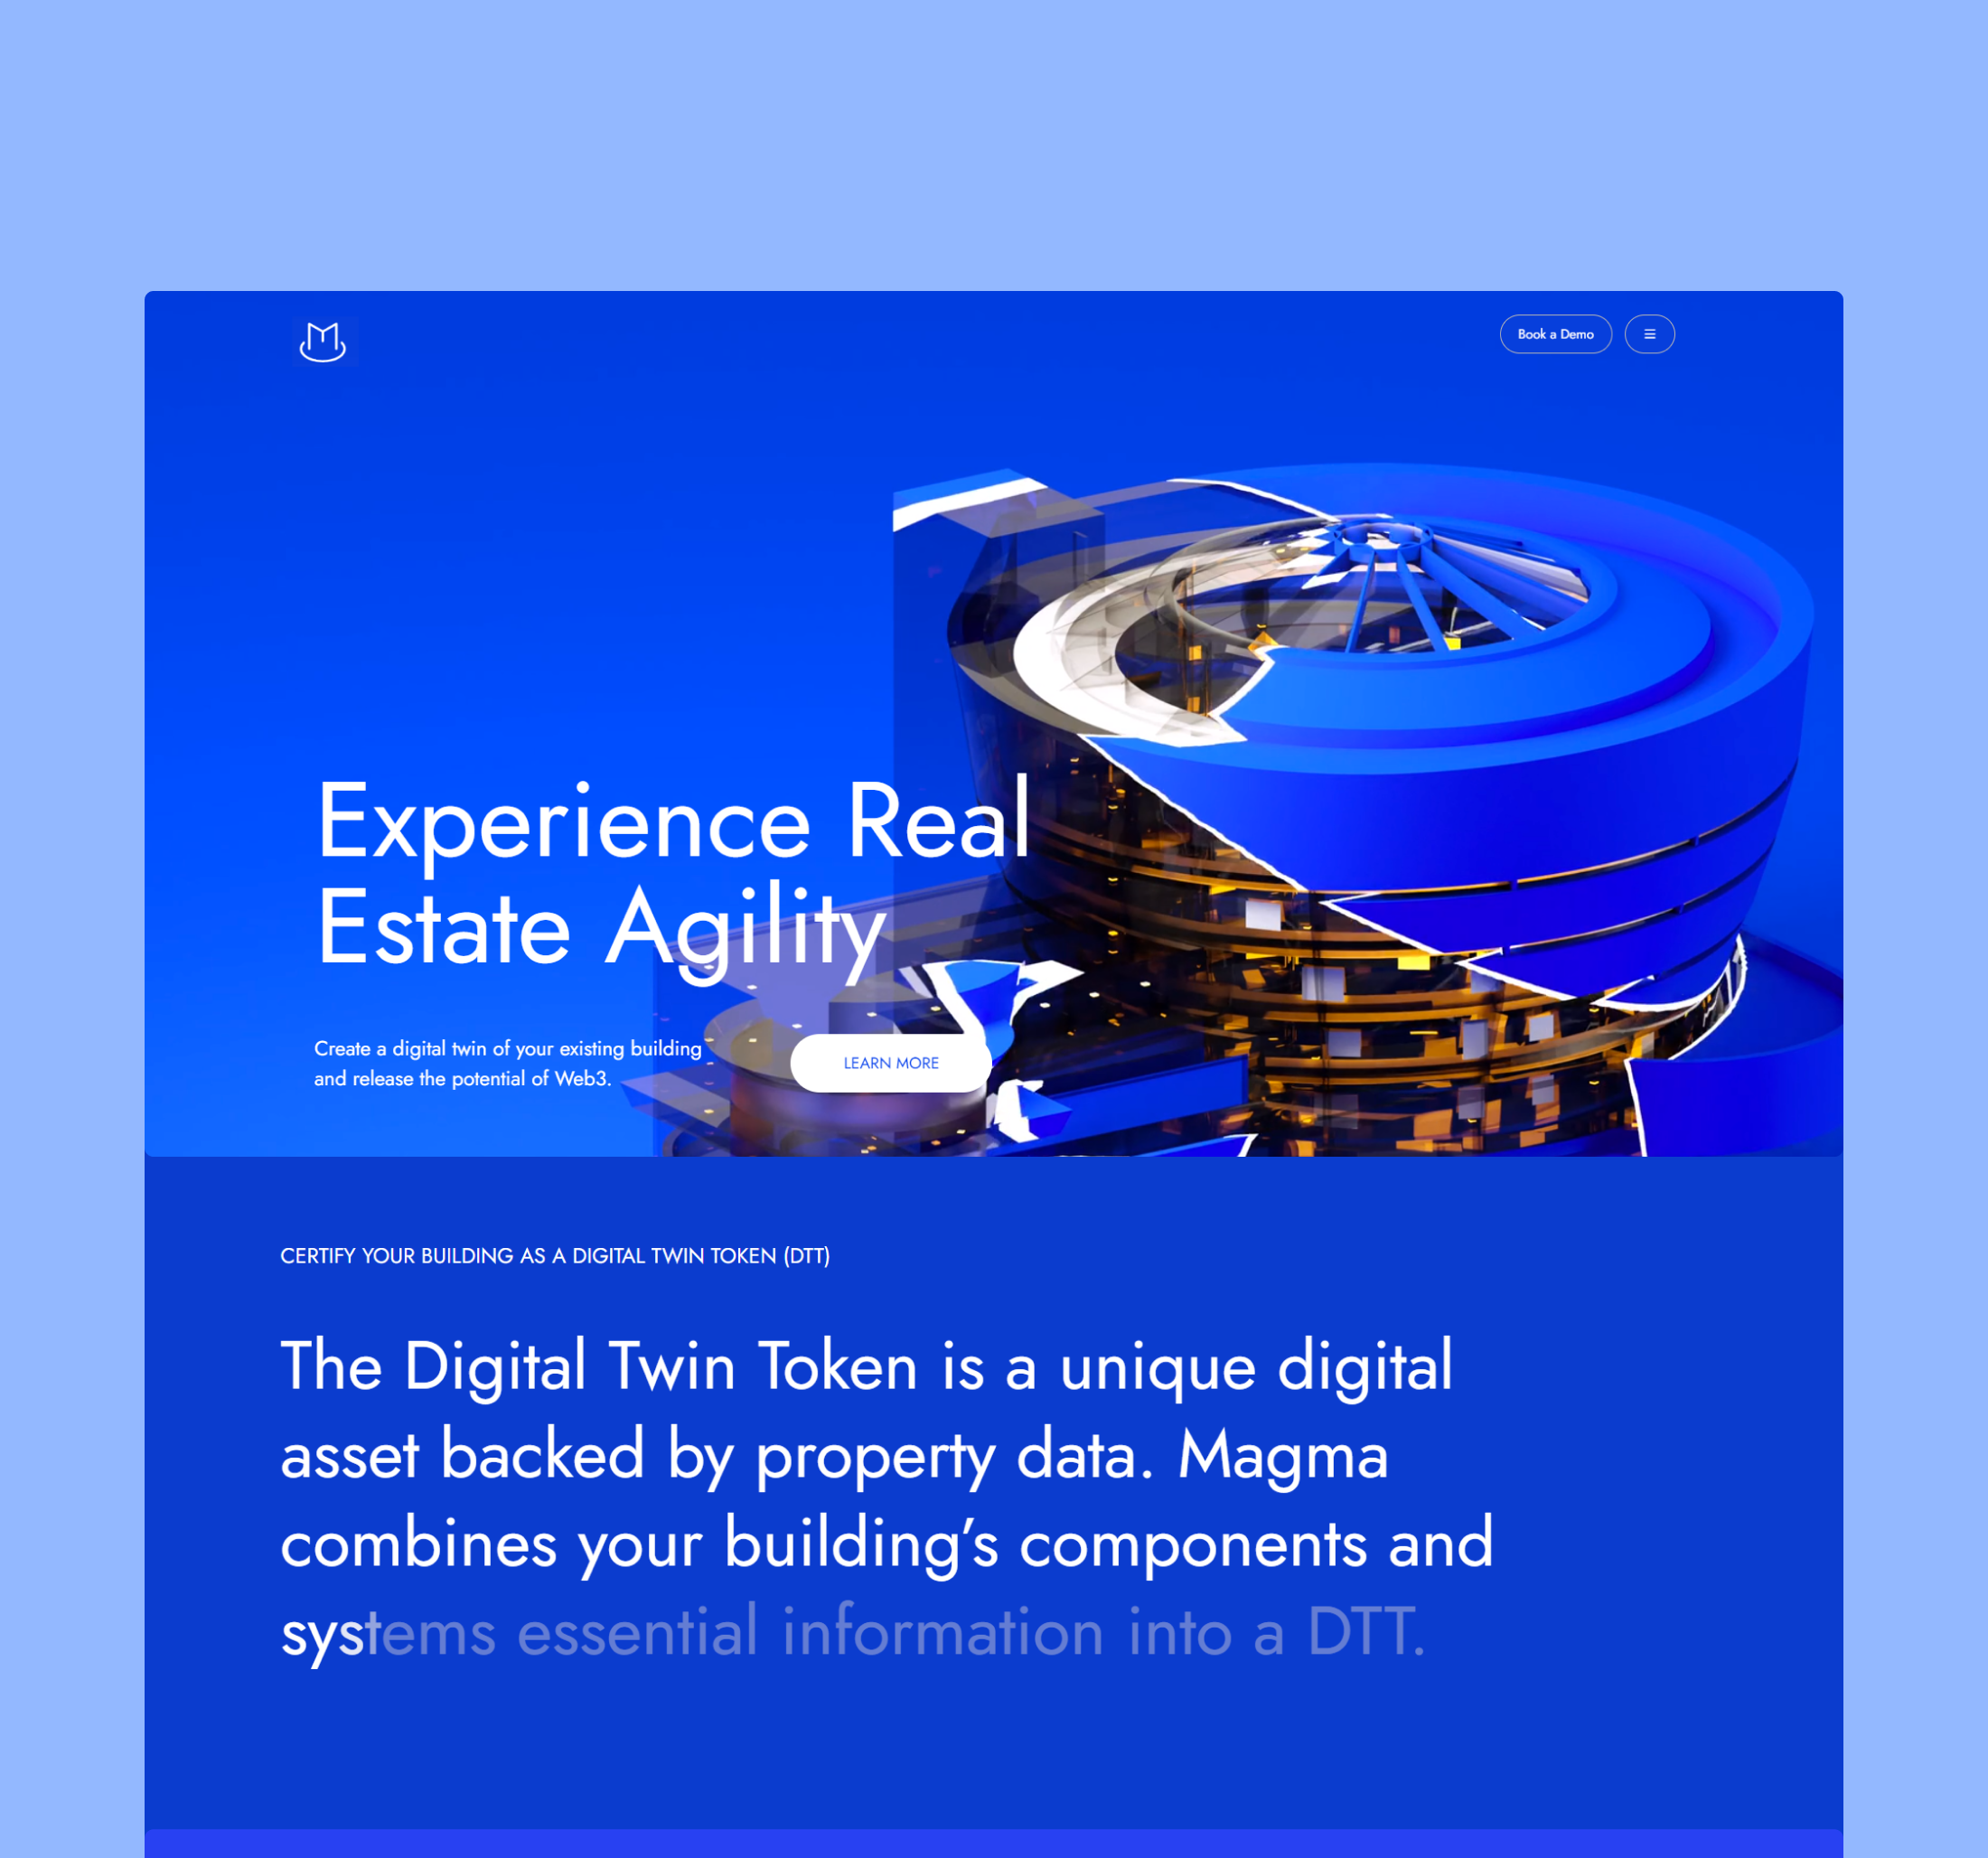 Book a Demo
Experience Real
Estate Agility
Create a digital twin of your existing building
and release the potential of Web3.
LEARN MORE
CERTIFY YOUR BUILDING AS A DIGITAL TWIN TOKEN (DTT)
The Digital Twin Token is a unique digital
asset backed by property data. Magma
combines your building’s components and
systems essential information into a DTT.